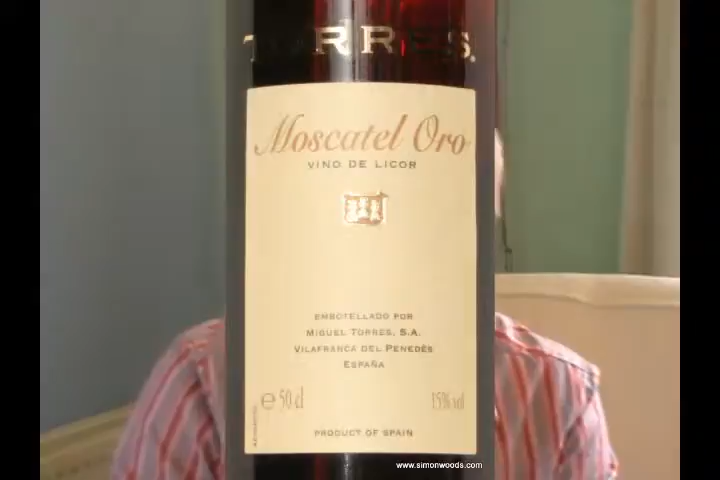 TORRES.
Moscatel Oro
VINO DE LICOR
EMBOTELLADO POR
MIGUEL TORRES, S.A.
VILAFRANCA DEL PENEDÈS
ESPAÑA
℮ 50 cl 15% vol
PRODUCT OF SPAIN
www.simonwoods.com